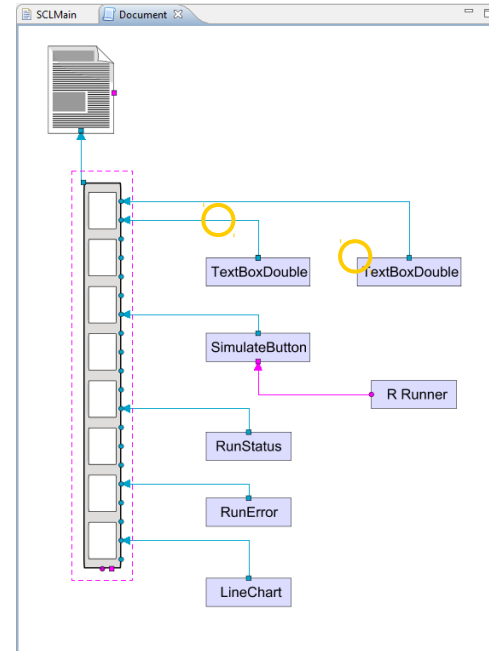 SCLMain Document
TextBoxDouble TextBoxDouble
SimulateButton
R Runner
RunStatus
RunError
LineChart